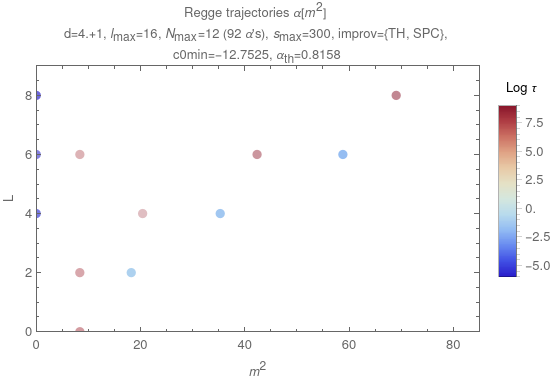 Regge trajectories α[m²]
d=4.+1, lmax=16, Nmax=12 (92 α's), smax=300, improv={TH, SPC},
c0min=−12.7525, αth=0.8158
Log τ
8
6
4
2
0
L
0
20
40
60
80
m²
7.5
5.0
2.5
0.
−2.5
−5.0